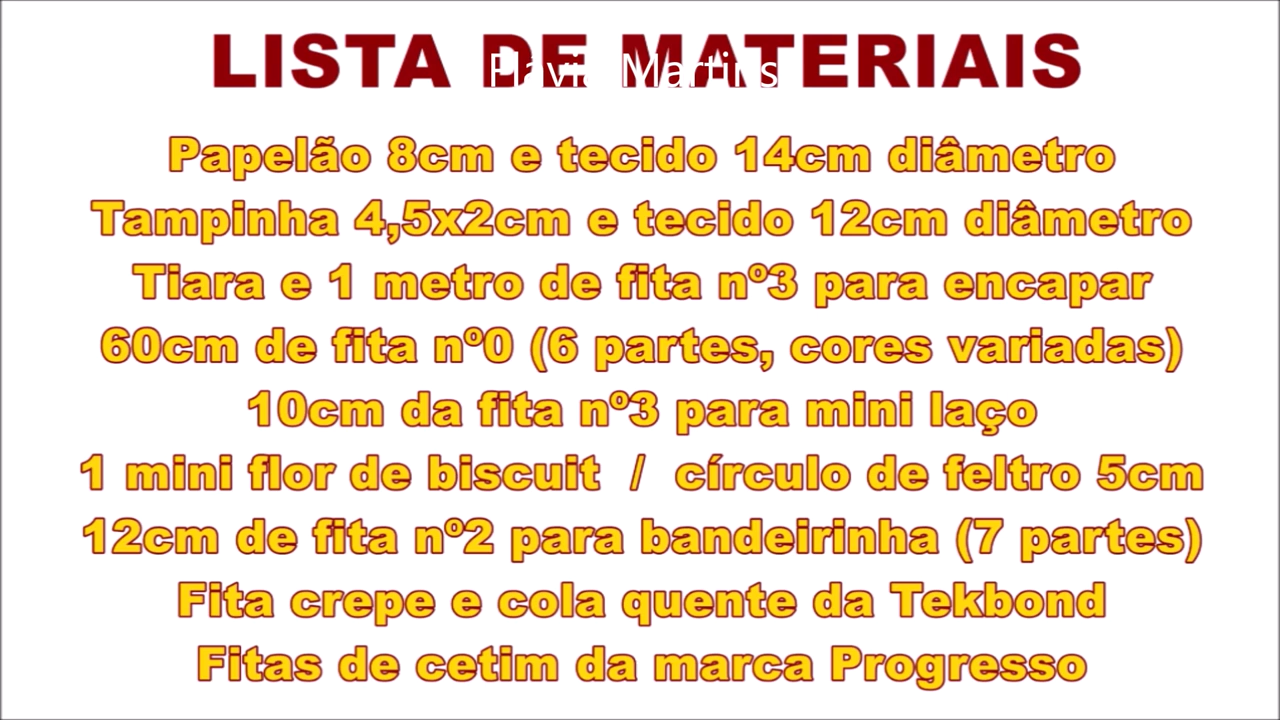 LISTA DE MATERIAIS
Flavia Martins
Papelão 8cm e tecido 14cm diâmetro
Tampinha 4,5x2cm e tecido 12cm diâmetro
Tiara e 1 metro de fita nº3 para encapar
60cm de fita nº0 (6 partes, cores variadas)
10cm da fita nº3 para mini laço
1 mini flor de biscuit / círculo de feltro 5cm
12cm de fita nº2 para bandeirinha (7 partes)
Fita crepe e cola quente da Tekbond
Fitas de cetim da marca Progresso